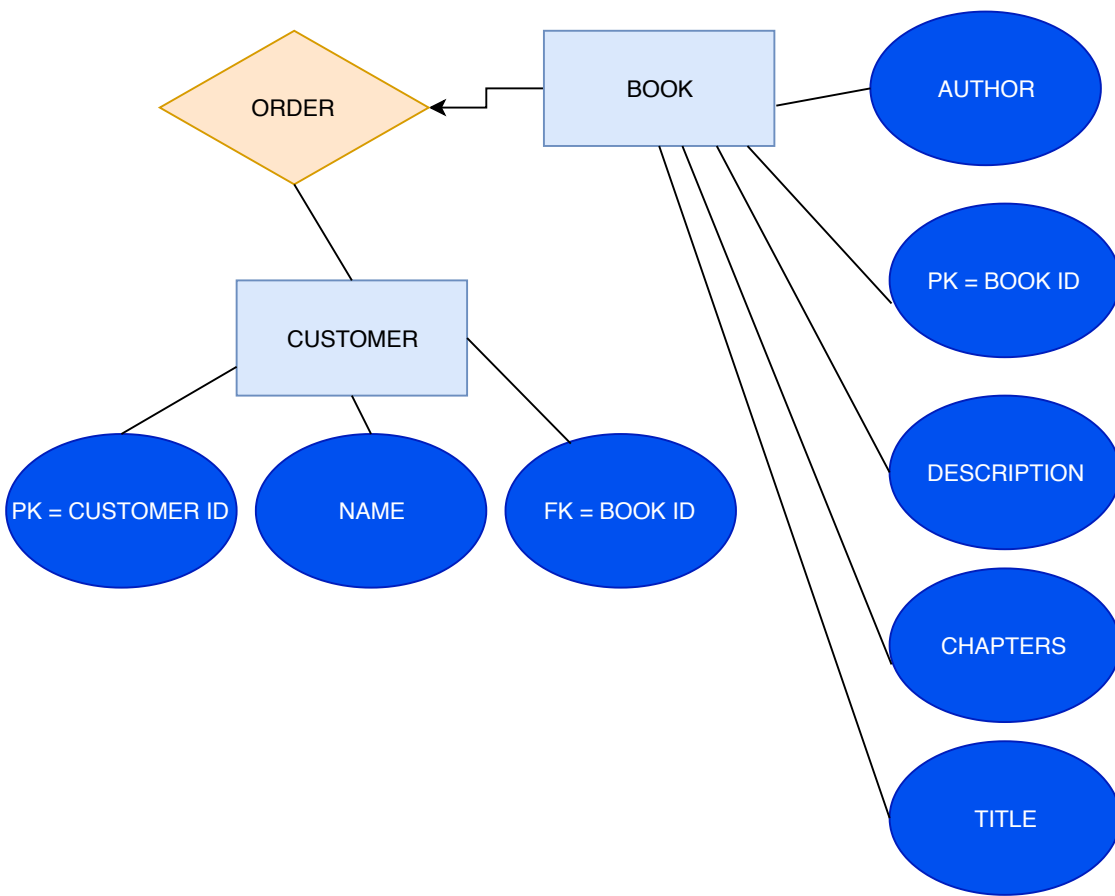 BOOK
AUTHOR
ORDER
PK = BOOK ID
CUSTOMER
DESCRIPTION
PK = CUSTOMER ID
NAME
FK = BOOK ID
CHAPTERS
TITLE